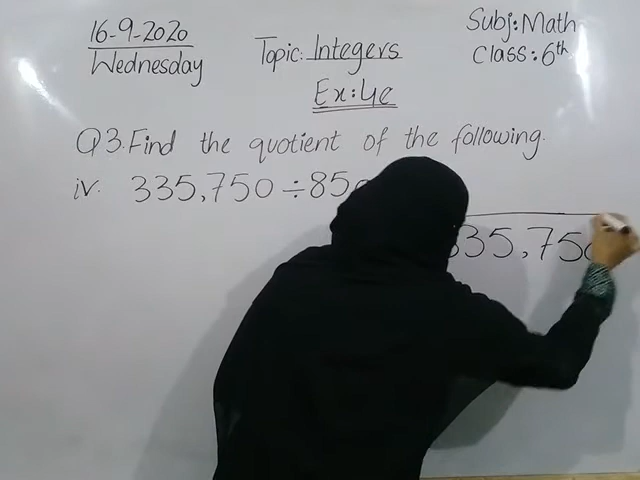 16-9-2020
Wednesday
Topic: Integers
Ex: 4e
Subj: Math
Class: 6th
Q3. Find the quotient of the following.
iv. 335,750 ÷ 850
335,750